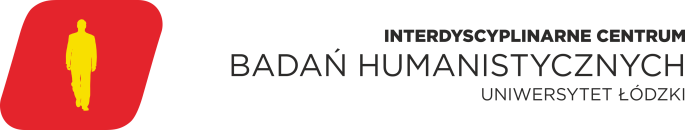 INTERDYSCYPLINARNE CENTRUM
BADAŃ HUMANISTYCZNYCH
UNIWERSYTET ŁÓDZKI